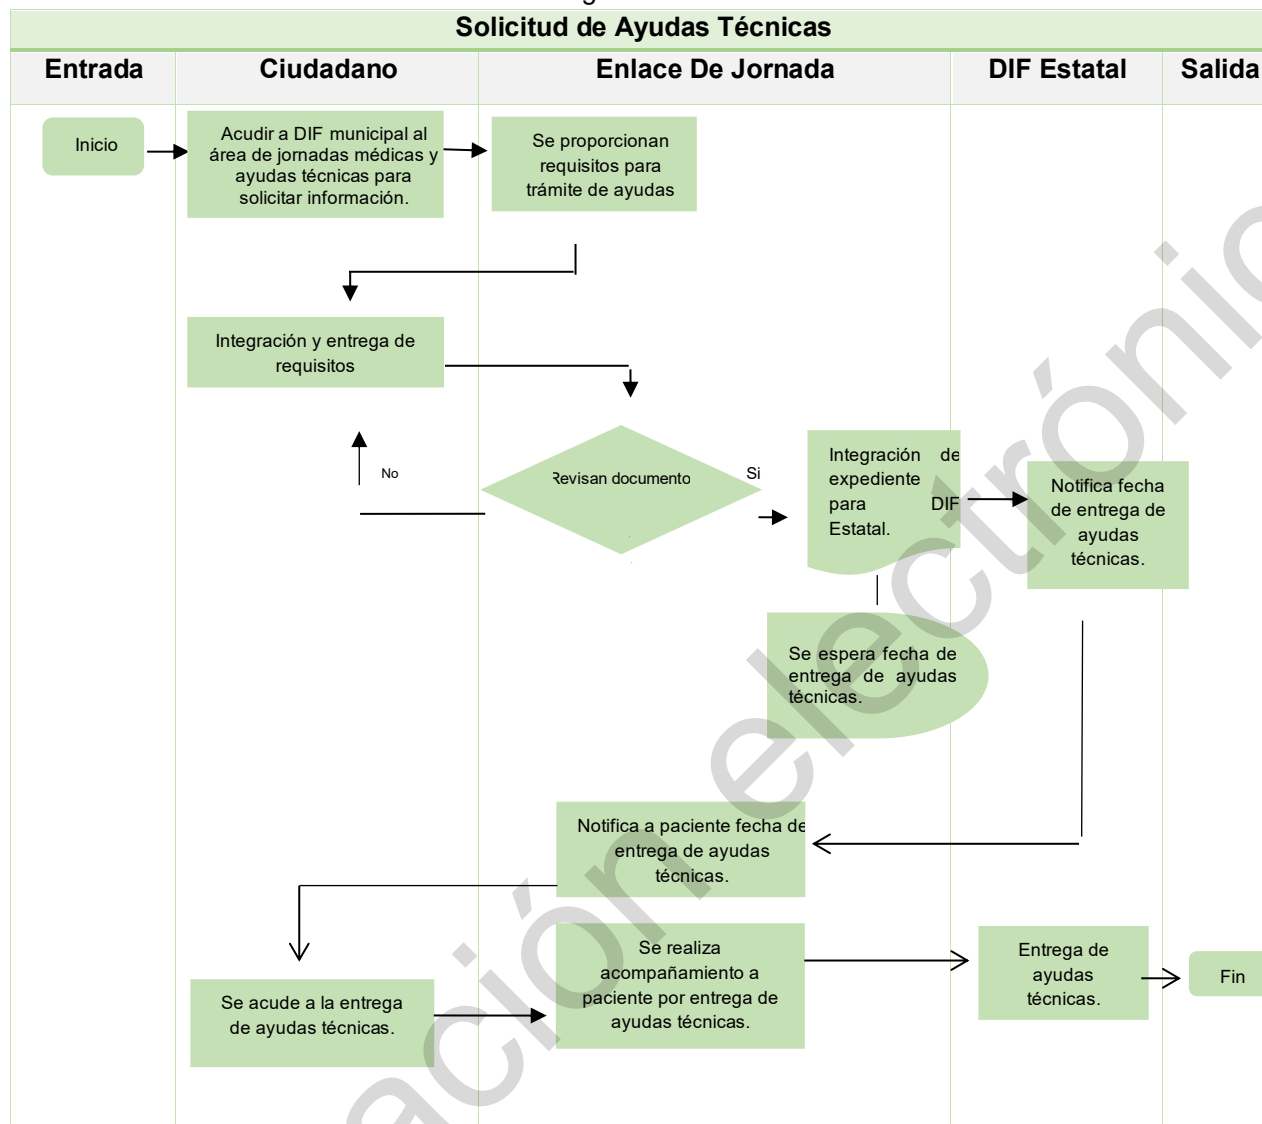 Solicitud de Ayudas Técnicas
Entrada
Ciudadano
Enlace De Jornada
DIF Estatal
Salida
Inicio
Acudir a DIF municipal al
área de jornadas médicas y
ayudas técnicas para
solicitar información.
Se proporcionan
requisitos para
trámite de ayudas
Integración y entrega de
requisitos
No
Revisan documento
Si
Integración de
expediente
para DIF
Estatal.
Notifica fecha
de entrega de
ayudas
técnicas.
Se espera fecha de
entrega de ayudas
técnicas.
Notifica a paciente fecha de
entrega de ayudas
técnicas.
Se acude a la entrega
de ayudas técnicas.
Se realiza
acompañamiento a
paciente por entrega de
ayudas técnicas.
Entrega de
ayudas
técnicas.
Fin